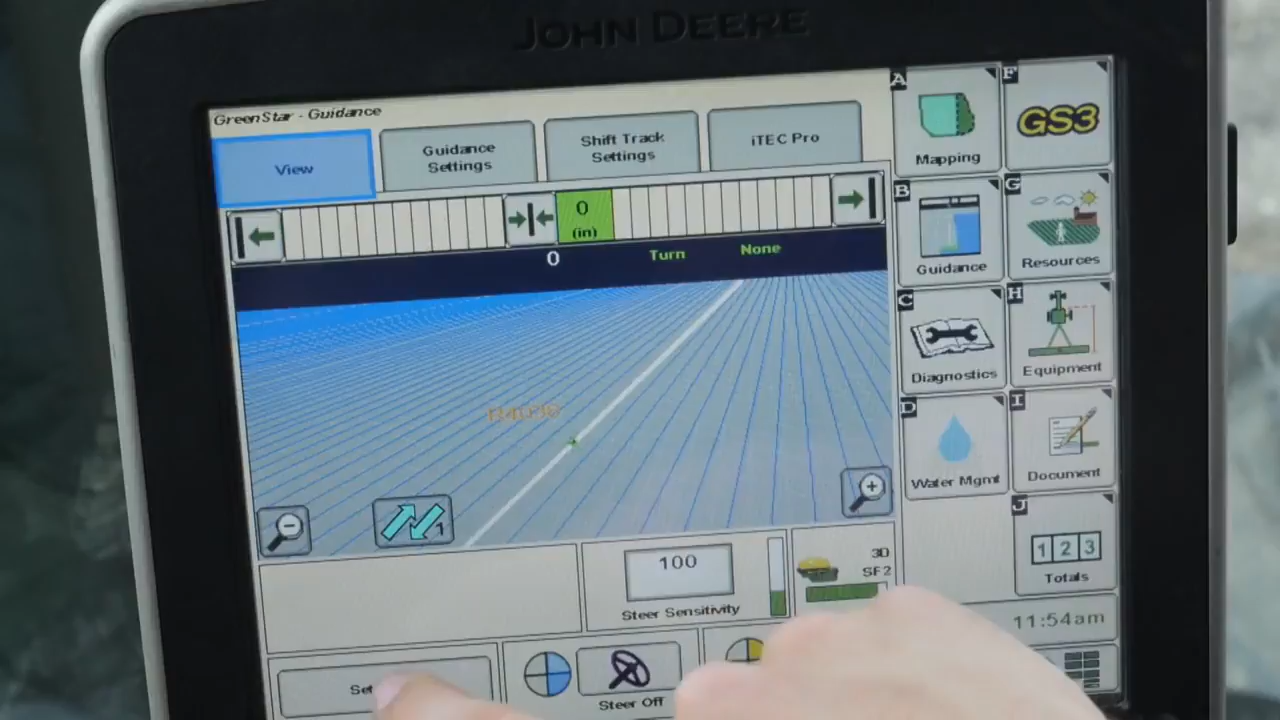 JOHN DEERE
GreenStar - Guidance
View
Guidance
Settings
Shift Track
Settings
iTEC Pro
0
(in)
0
Turn
None
1
100
Steer Sensitivity
3D
SF2
Steer Off
A
Mapping
F
GS3
B
Guidance
G
Resources
C
Diagnostics
H
Equipment
D
Water Mgmt
I
Document
J
1 2 3
Totals
11:54am